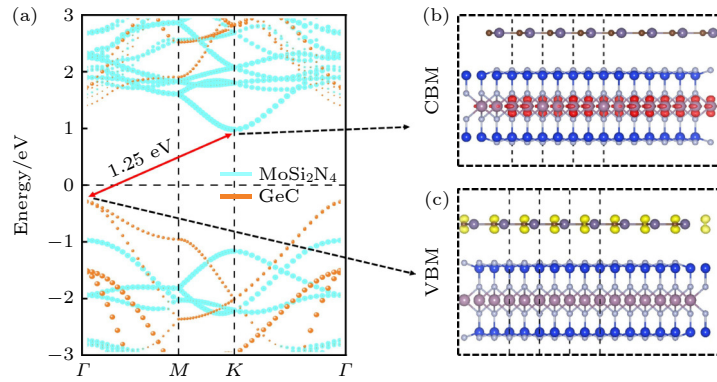 (a)
3
2
1
0
−1
−2
−3
Energy/eV
1.25 eV
MoSi₂N₄
GeC
Γ
M
K
Γ
(b)
CBM
(c)
VBM